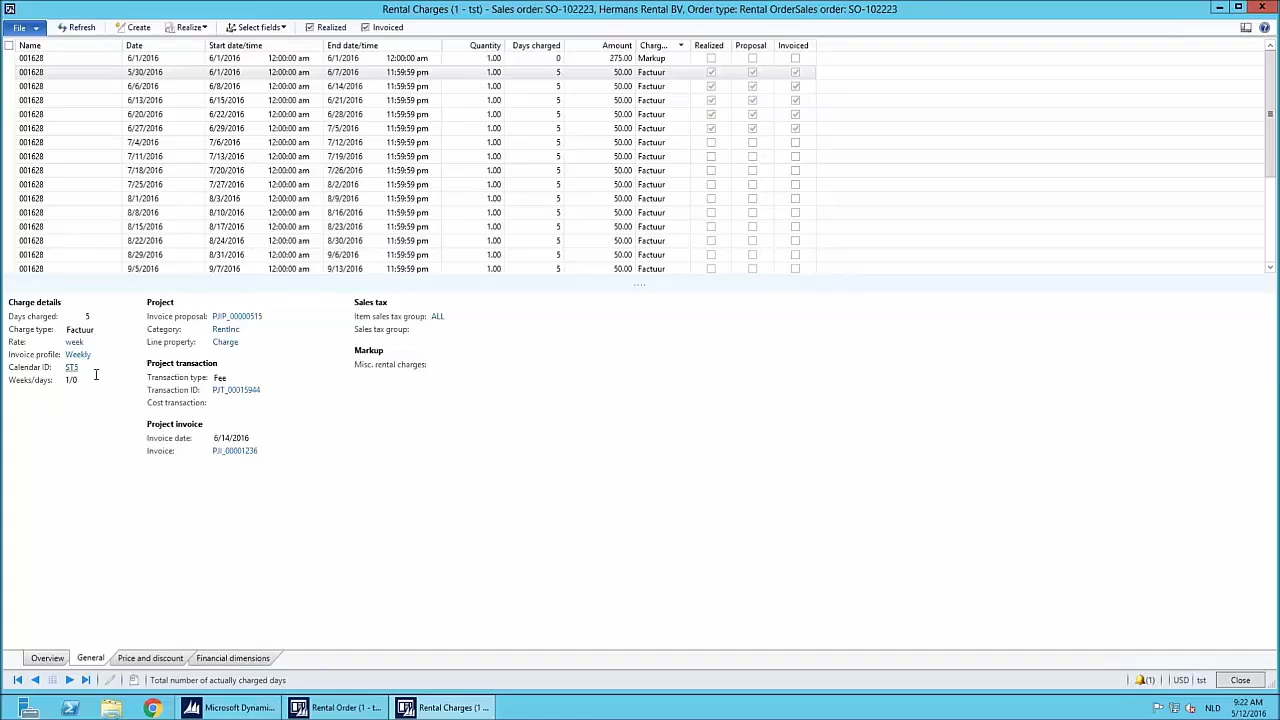 Rental Charges (1 - tst) - Sales order: SO-102223, Hermans Rental BV, Order type: Rental OrderSales order: SO-102223
File Refresh Create Realize Select fields Realized Invoiced
Name Date Start date/time End date/time Quantity Days charged Amount Charg... Realized Proposal Invoiced
001628 6/1/2016 6/1/2016 12:00:00 am 6/1/2016 12:00:00 am 1.00 0 275.00 Markup
001628 5/30/2016 6/1/2016 12:00:00 am 6/7/2016 11:59:59 pm 1.00 5 50.00 Factuur
001628 6/6/2016 6/8/2016 12:00:00 am 6/14/2016 11:59:59 pm 1.00 5 50.00 Factuur
001628 6/13/2016 6/15/2016 12:00:00 am 6/21/2016 11:59:59 pm 1.00 5 50.00 Factuur
001628 6/20/2016 6/22/2016 12:00:00 am 6/28/2016 11:59:59 pm 1.00 5 50.00 Factuur
001628 6/27/2016 6/29/2016 12:00:00 am 7/5/2016 11:59:59 pm 1.00 5 50.00 Factuur
001628 7/4/2016 7/6/2016 12:00:00 am 7/12/2016 11:59:59 pm 1.00 5 50.00 Factuur
001628 7/11/2016 7/13/2016 12:00:00 am 7/19/2016 11:59:59 pm 1.00 5 50.00 Factuur
001628 7/18/2016 7/20/2016 12:00:00 am 7/26/2016 11:59:59 pm 1.00 5 50.00 Factuur
001628 7/25/2016 7/27/2016 12:00:00 am 8/2/2016 11:59:59 pm 1.00 5 50.00 Factuur
001628 8/1/2016 8/3/2016 12:00:00 am 8/9/2016 11:59:59 pm 1.00 5 50.00 Factuur
001628 8/8/2016 8/10/2016 12:00:00 am 8/16/2016 11:59:59 pm 1.00 5 50.00 Factuur
001628 8/15/2016 8/17/2016 12:00:00 am 8/23/2016 11:59:59 pm 1.00 5 50.00 Factuur
001628 8/22/2016 8/24/2016 12:00:00 am 8/30/2016 11:59:59 pm 1.00 5 50.00 Factuur
001628 8/29/2016 8/31/2016 12:00:00 am 9/6/2016 11:59:59 pm 1.00 5 50.00 Factuur
001628 9/5/2016 9/7/2016 12:00:00 am 9/13/2016 11:59:59 pm 1.00 5 50.00 Factuur
Charge details
Days charged: 5
Charge type: Factuur
Rate: week
Invoice profile: Weekly
Calendar ID: ST3
Weeks/days: 1/0
Project
Invoice proposal: PJIP_00000515
Category: RentInc
Line property: Charge
Project transaction
Transaction type: Fee
Transaction ID: PJT_00015944
Cost transaction:
Project invoice
Invoice date: 6/14/2016
Invoice: PJI_00001236
Sales tax
Item sales tax group: ALL
Sales tax group:
Markup
Misc. rental charges:
Overview General Price and discount Financial dimensions
Total number of actually charged days (1) USD tst Close
Microsoft Dynami... Rental Order (1 - t... Rental Charges (1 ... NLD 9:22 AM
5/12/2016